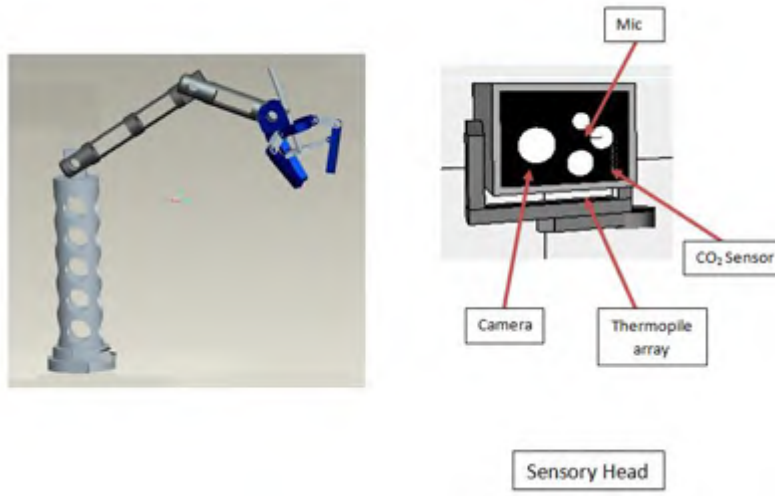 Mic
CO₂ Sensor
Camera
Thermopile
array
Sensory Head